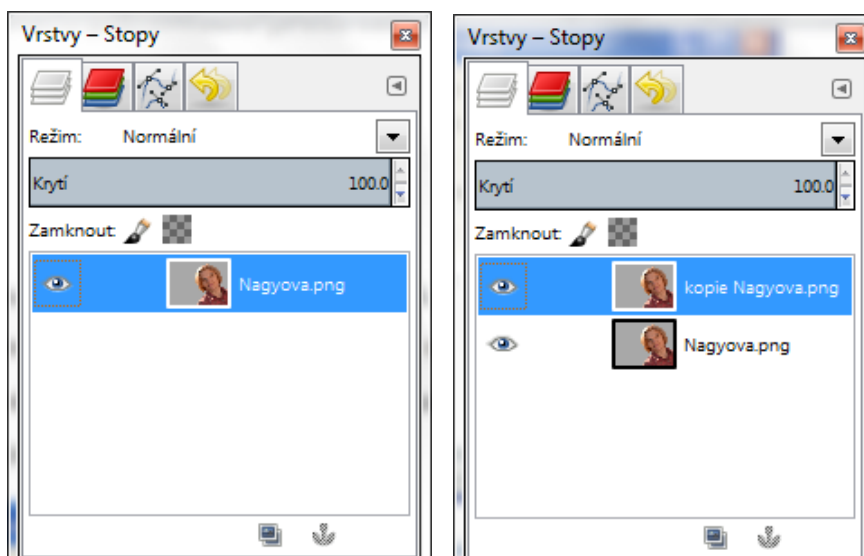 Vrstvy – Stopy
Režim: Normální
Krytí 100.0
Zamknout:
Nagyova.png
Vrstvy – Stopy
Režim: Normální
Krytí 100.0
Zamknout:
kopie Nagyova.png
Nagyova.png